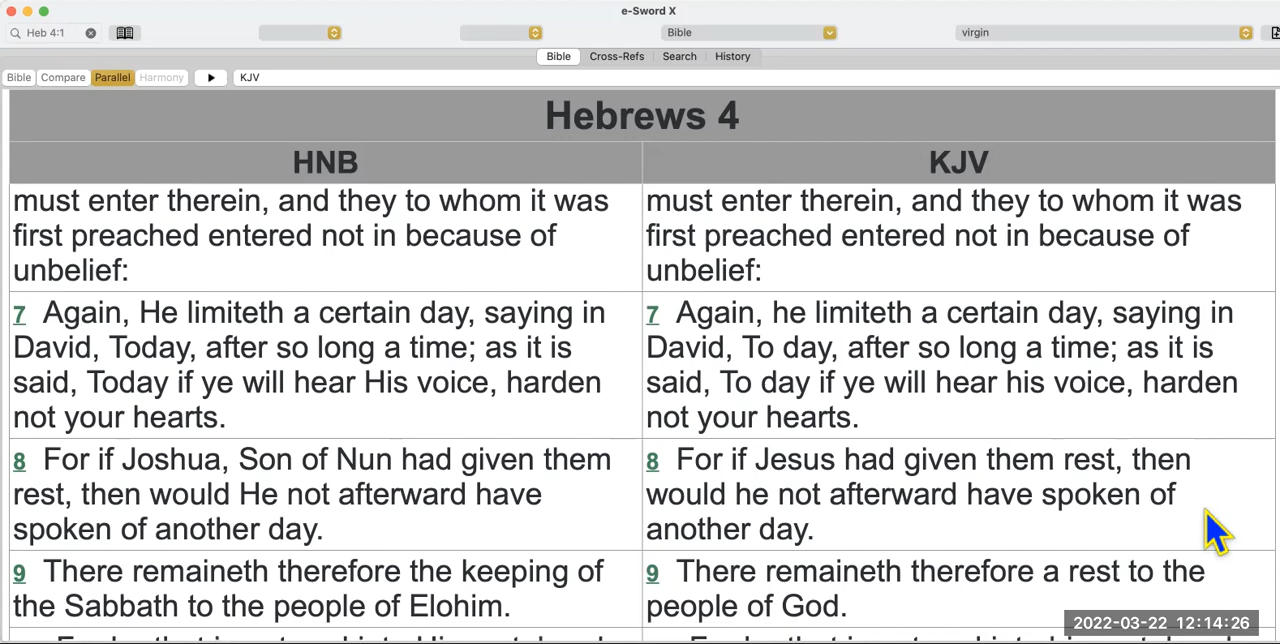 e-Sword X
Heb 4:1
Bible
virgin
Bible Cross-Refs Search History
Bible Compare Parallel Harmony KJV
Hebrews 4
HNB
must enter therein, and they to whom it was
first preached entered not in because of
unbelief:
7 Again, He limiteth a certain day, saying in
David, Today, after so long a time; as it is
said, Today if ye will hear His voice, harden
not your hearts.
8 For if Joshua, Son of Nun had given them
rest, then would He not afterward have
spoken of another day.
9 There remaineth therefore the keeping of
the Sabbath to the people of Elohim.
KJV
must enter therein, and they to whom it was
first preached entered not in because of
unbelief:
7 Again, he limiteth a certain day, saying in
David, To day, after so long a time; as it is
said, To day if ye will hear his voice, harden
not your hearts.
8 For if Jesus had given them rest, then
would he not afterward have spoken of
another day.
9 There remaineth therefore a rest to the
people of God.
2022-03-22 12:14:26